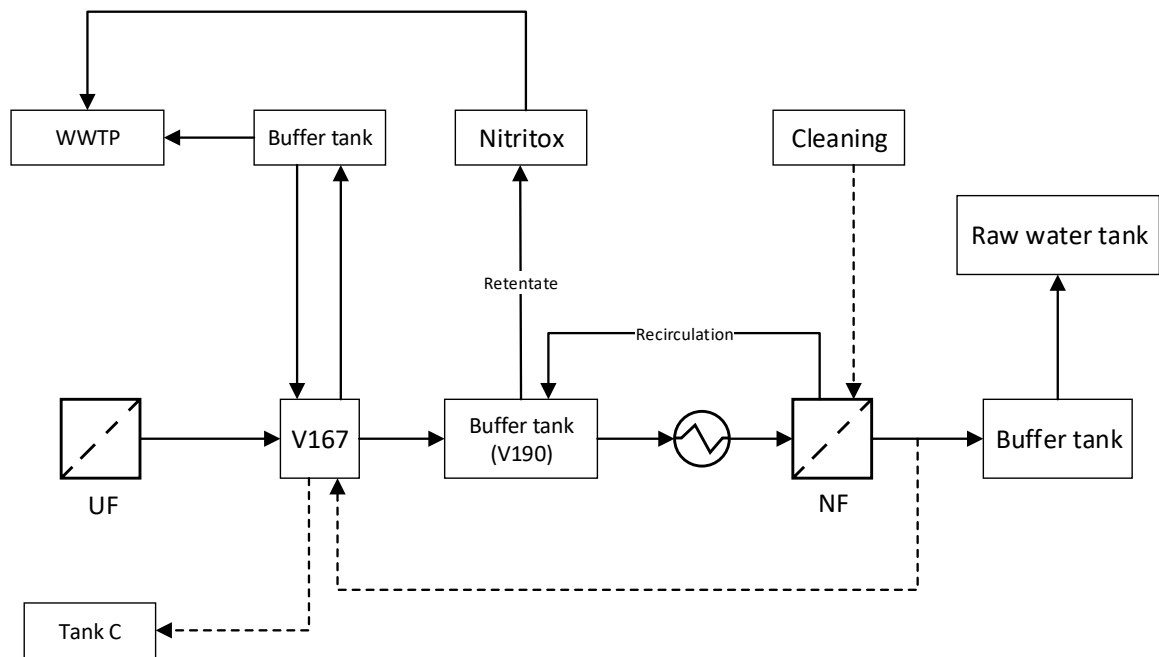 WWTP
Buffer tank
Nitritox
Cleaning
Raw water tank
Retentate
Recirculation
V167
Buffer tank
(V190)
Buffer tank
UF
NF
Tank C